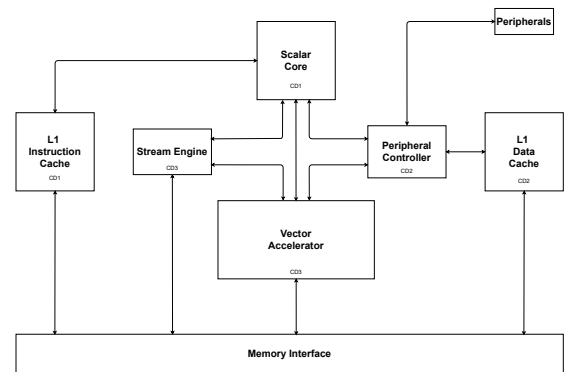 Peripherals
Scalar
Core
CD1
L1
Instruction
Cache
CD1
Stream Engine
CD3
Peripheral
Controller
CD2
L1
Data
Cache
CD2
Vector
Accelerator
CD3
Memory Interface